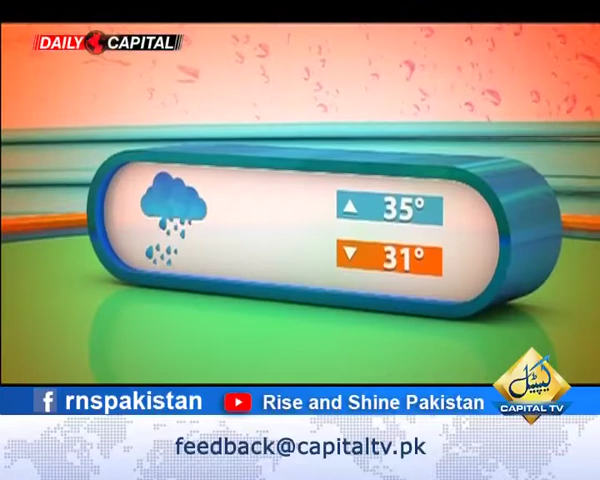 DAILY CAPITAL
35°
31°
کیپیٹل
CAPITAL TV
rnspakistan
Rise and Shine Pakistan
feedback@capitaltv.pk